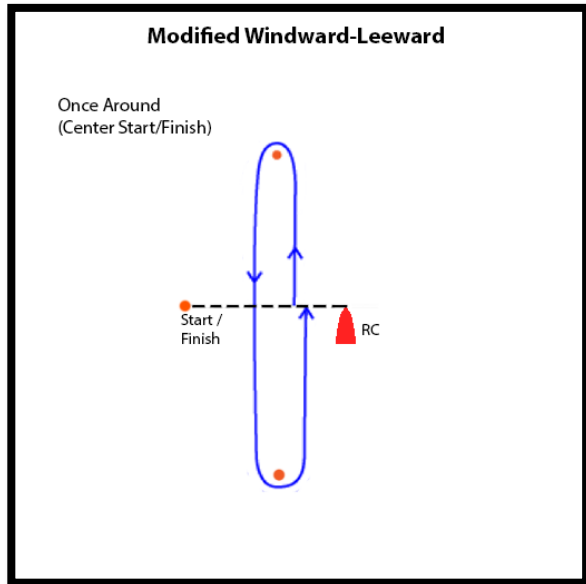 Modified Windward-Leeward
Once Around
(Center Start/Finish)
Start /
Finish
RC